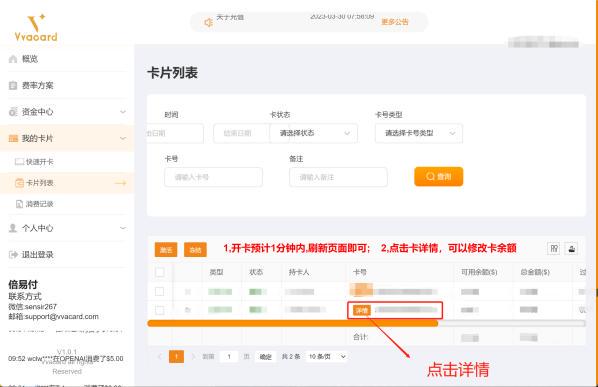 Vvacard
关于充值
2023-03-30 07:56:09
更多公告
概览
费率方案
资金中心
我的卡片
快速开卡
卡片列表
消费记录
个人中心
退出登录
倍易付
联系方式
微信:sensir267
邮箱:support@vvacard.com
09:52 wclw****在OPENAI消费了$5.00
V1.0.1
Vvacard all rights
Reserved
卡片列表
时间
卡状态
卡号类型
结束日期
请选择状态
请选择卡号类型
卡号
备注
请输入卡号
请输入备注
查询
激活
冻结
1,开卡预计1分钟内,刷新页面即可; 2,点击卡详情，可以修改卡余额
类型
状态
持卡人
卡号
可用余额($)
总金额($)
过
详情
合计:
1
到第
1
页
确定
共 2 条
10 条/页
点击详情